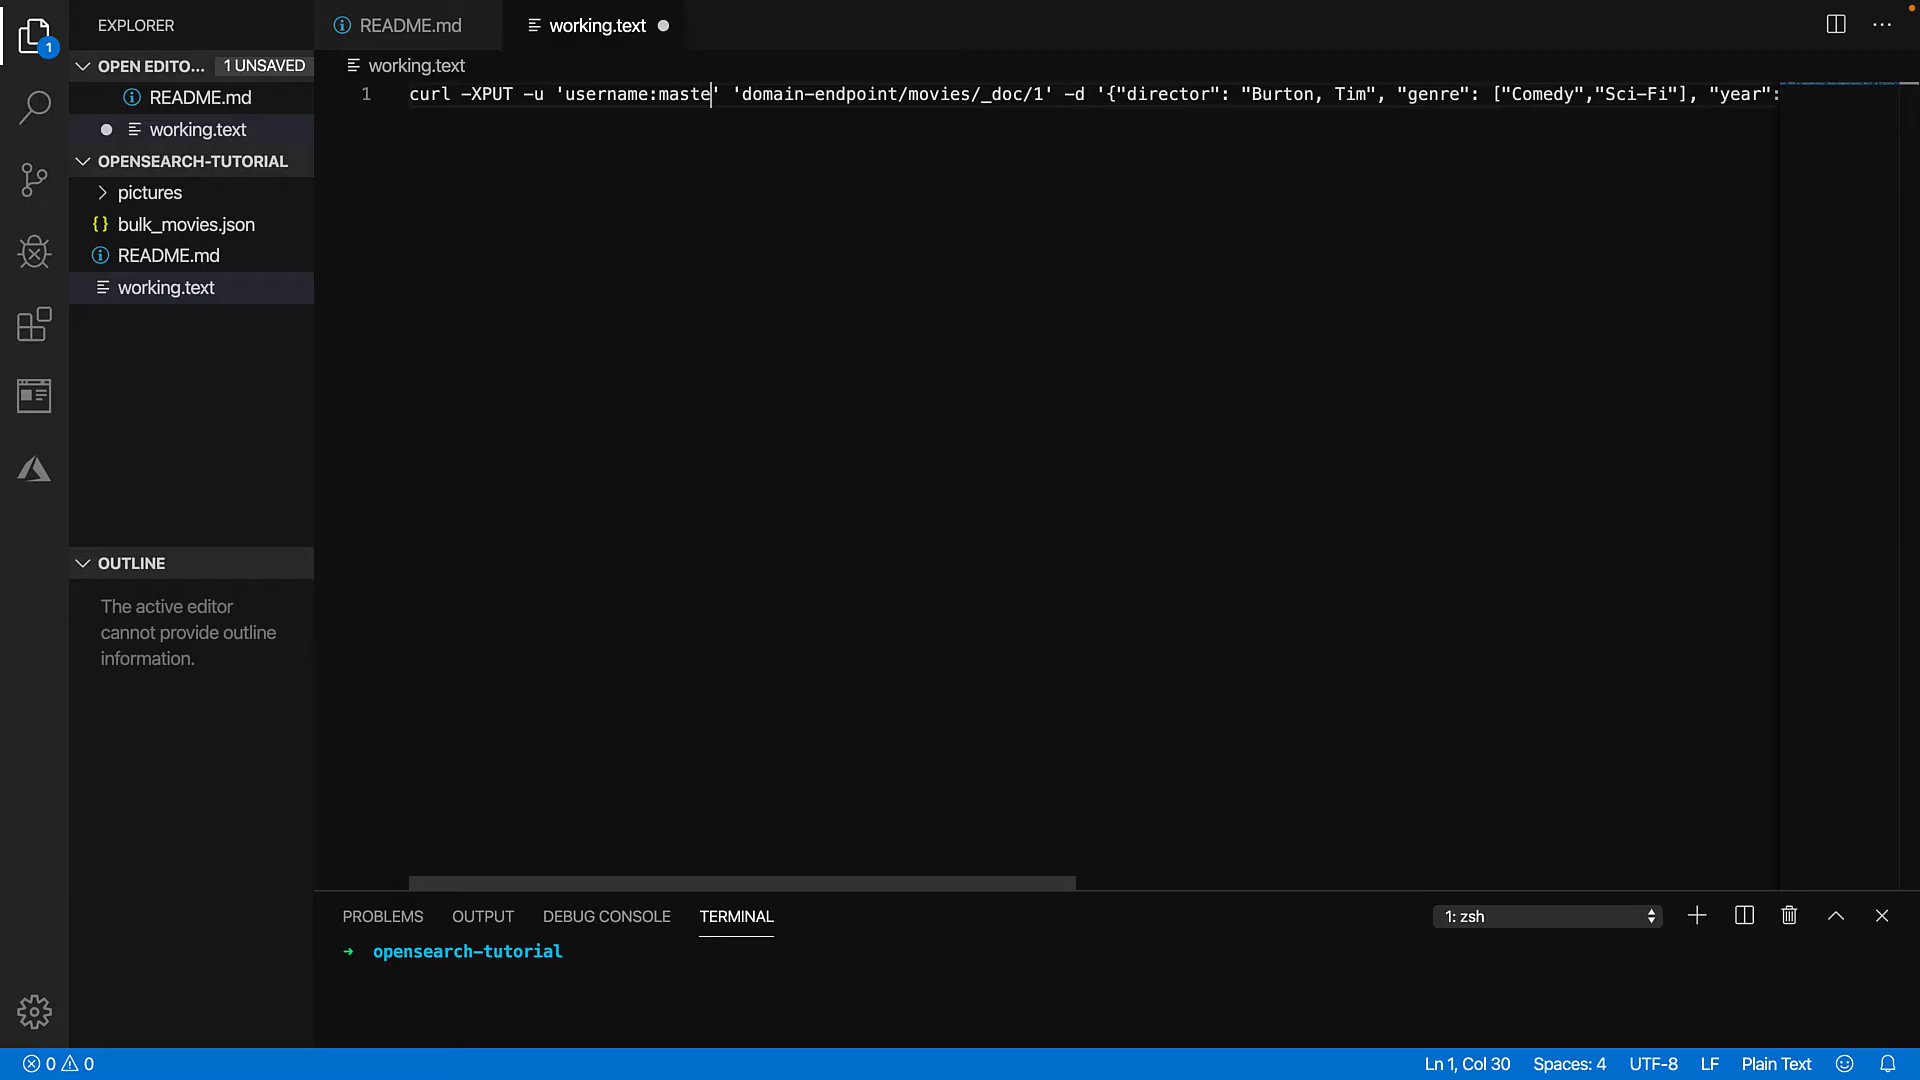 EXPLORER
OPEN EDITO... 1 UNSAVED
README.md
working.text
OPENSEARCH-TUTORIAL
pictures
{} bulk_movies.json
README.md
working.text
OUTLINE
The active editor
cannot provide outline
information.
1
README.md
working.text
working.text
1 curl -XPUT -u 'username:maste' 'domain-endpoint/movies/_doc/1' -d '{"director": "Burton, Tim", "genre": ["Comedy","Sci-Fi"], "year":
PROBLEMS OUTPUT DEBUG CONSOLE TERMINAL 1: zsh
→ opensearch-tutorial
0 0 Ln 1, Col 30 Spaces: 4 UTF-8 LF Plain Text